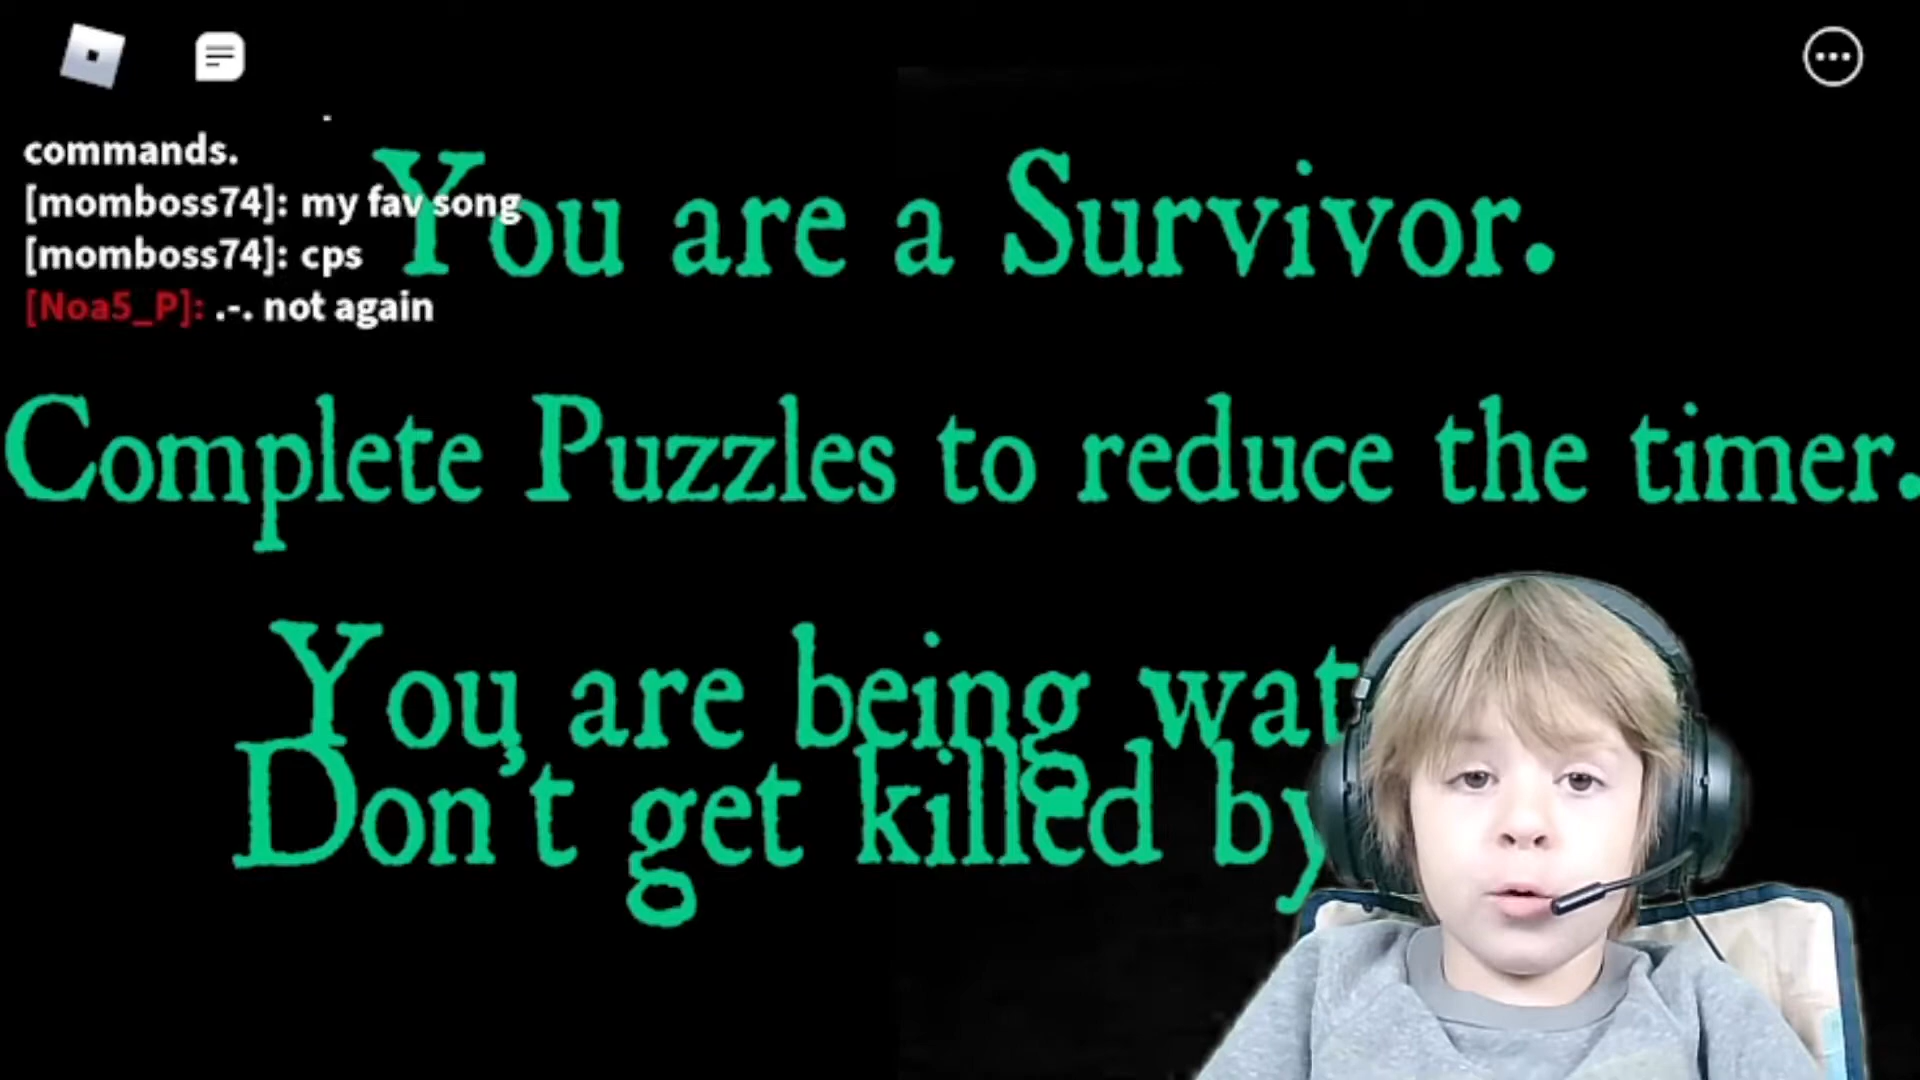 commands.
[momboss74]: my fav song
[momboss74]: cps
[Noa5_P]: .-. not again
You are a Survivor.
Complete Puzzles to reduce the timer.
You are being
Don't get killed by